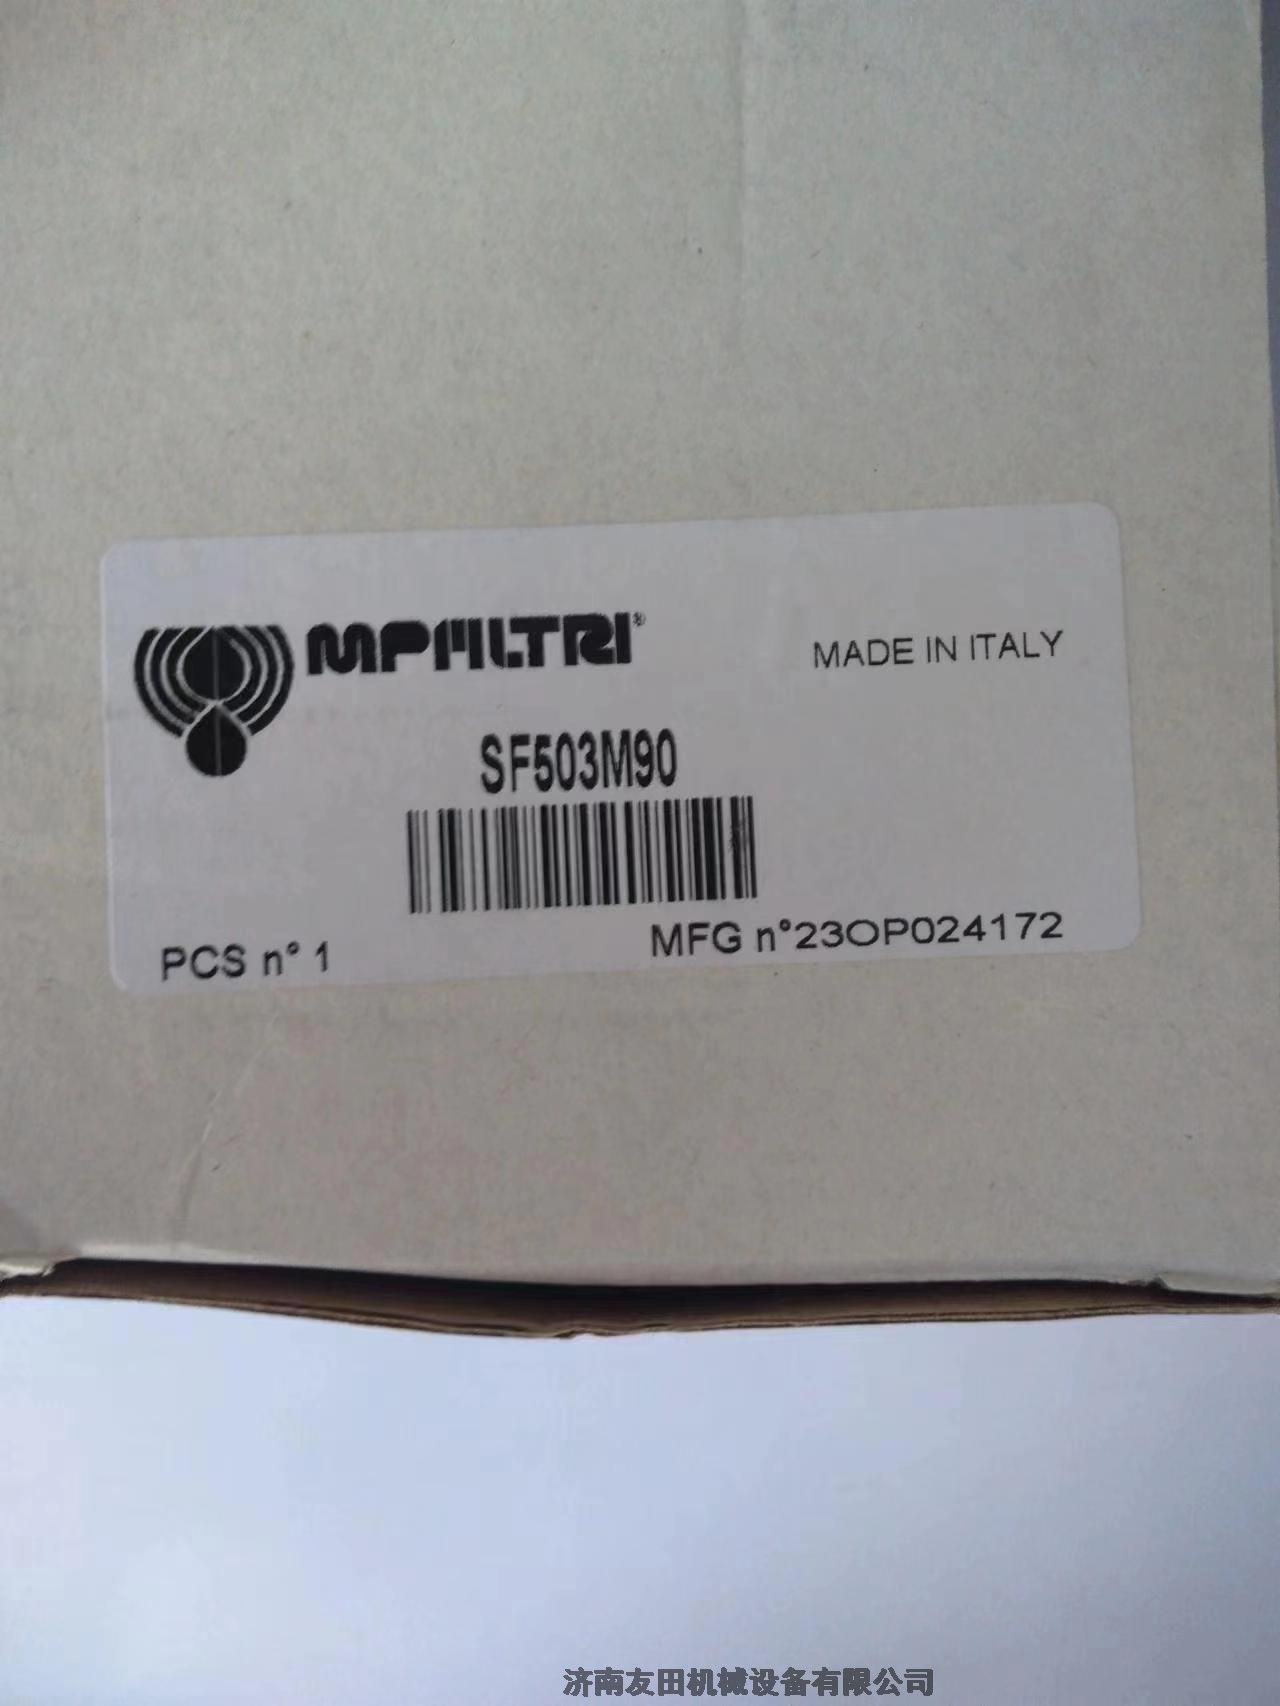 MPFILTRI®
MADE IN ITALY
SF503M90
PCS n° 1
MFG n°23OP024172
济南友田机械设备有限公司